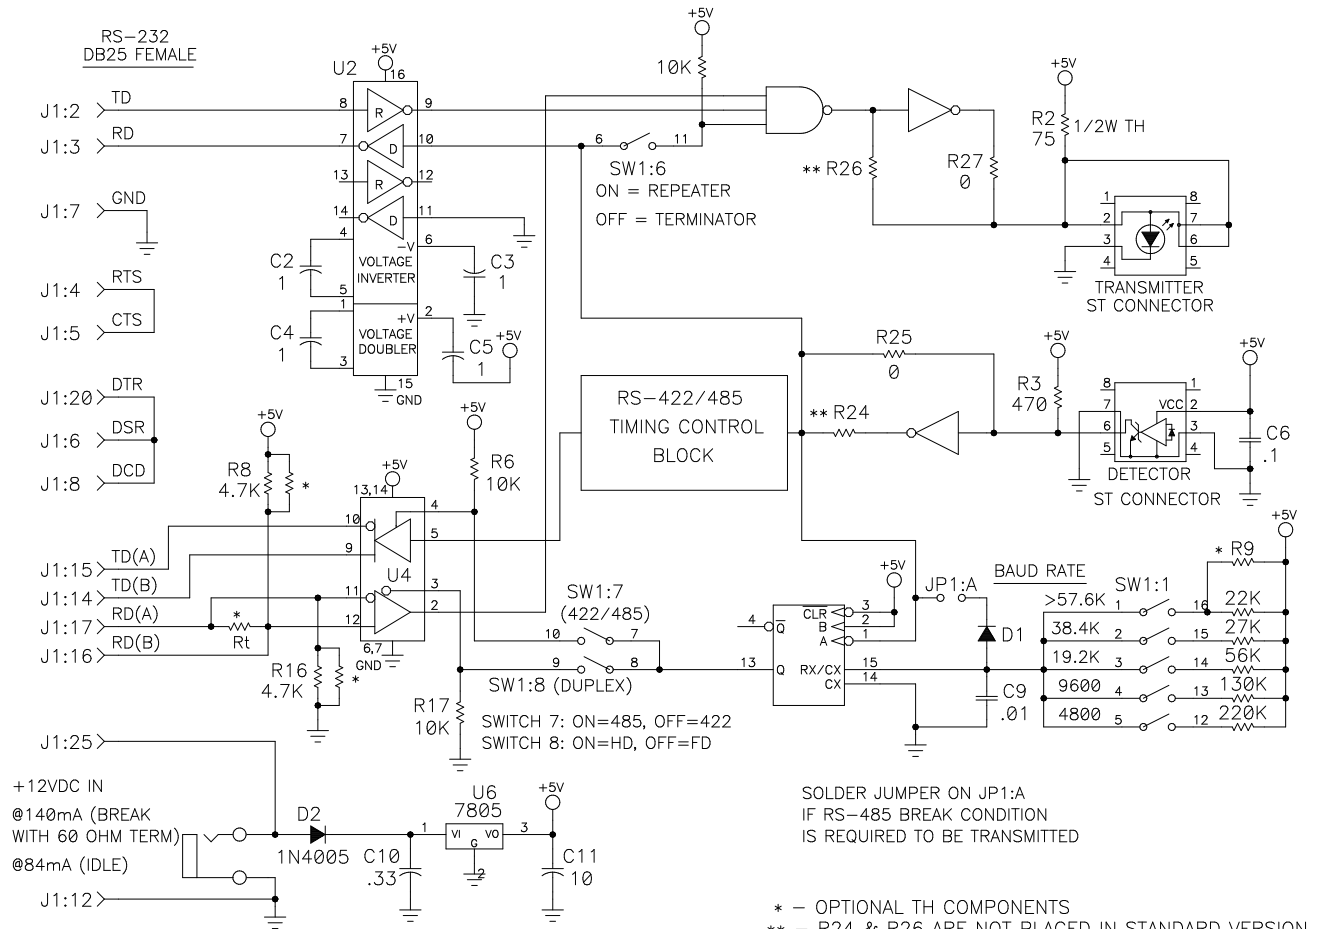 RS-232
DB25 FEMALE
+5V
10K
+5V
U2
16
J1:2
TD
8
R
9
J1:3
RD
7
D
10
13
R
12
14
D
11
J1:7
GND
4
-V
6
VOLTAGE
INVERTER
C2
1
C3
1
5
1
+V
2
VOLTAGE
DOUBLER
C4
1
3
C5
1
+5V
15
GND
J1:4
RTS
J1:5
CTS
J1:20
DTR
J1:6
DSR
J1:8
DCD
6
11
SW1:6
ON = REPEATER
OFF = TERMINATOR
**R26
R27
0
+5V
R2
75
1/2W TH
1
8
2
7
3
6
4
5
TRANSMITTER
ST CONNECTOR
R25
0
RS-422/485
TIMING CONTROL
BLOCK
**R24
+5V
R3
470
+5V
8
1
7
VCC
2
6
3
5
4
C6
.1
DETECTOR
ST CONNECTOR
+5V
R8
4.7K
*
+5V
R6
10K
+5V
13,14
4
10
5
9
U4
3
11
2
12
6,7
GND
J1:15
TD(A)
J1:14
TD(B)
J1:17
RD(A)
J1:16
RD(B)
*
Rt
R16
4.7K
*
R17
10K
SW1:7
(422/485)
10
7
9
8
SW1:8 (DUPLEX)
SWITCH 7: ON=485, OFF=422
SWITCH 8: ON=HD, OFF=FD
+5V
4
Q
CLR
3
B
2
A
1
13
Q
RX/CX
15
CX
14
JP1:A
D1
C9
.01
BAUD RATE
SW1:1
+5V
* R9
>57.6K
1
16
22K
38.4K
2
15
27K
19.2K
3
14
56K
9600
4
13
130K
4800
5
12
220K
J1:25
+12VDC IN
@140mA (BREAK
WITH 60 OHM TERM)
@84mA (IDLE)
J1:12
D2
1N4005
C10
.33
U6
7805
1
VI
VO
3
G
2
+5V
C11
10
SOLDER JUMPER ON JP1:A
IF RS-485 BREAK CONDITION
IS REQUIRED TO BE TRANSMITTED
* - OPTIONAL TH COMPONENTS
** - R24 & R26 ARE NOT PLACED IN STANDARD VERSION